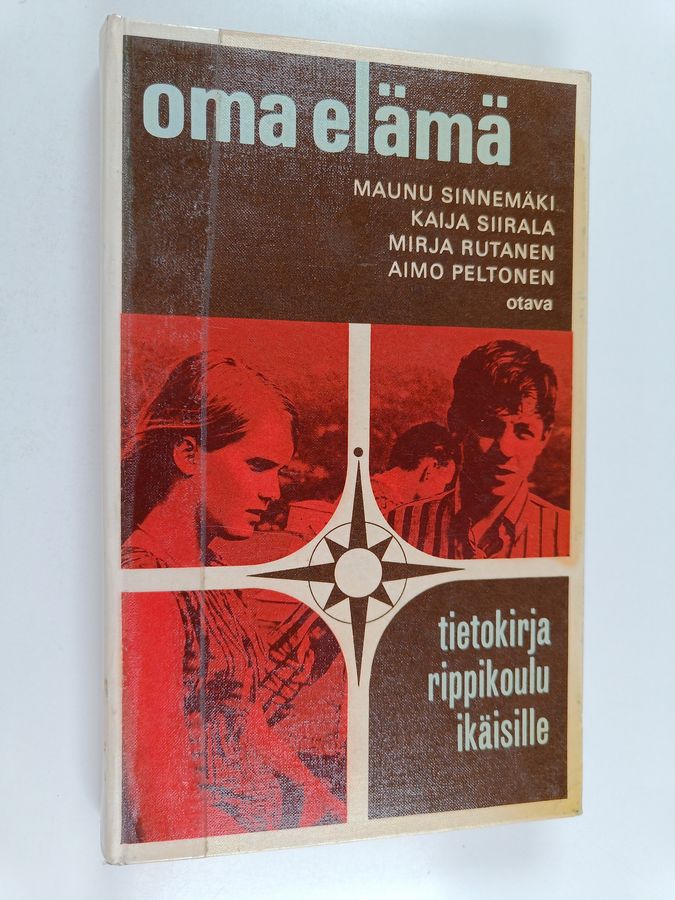 oma elämä
MAUNU SINNEMÄKI
KAIJA SIIRALA
MIRJA RUTANEN
AIMO PELTONEN
otava
tietokirja
rippikoulu
ikäisille